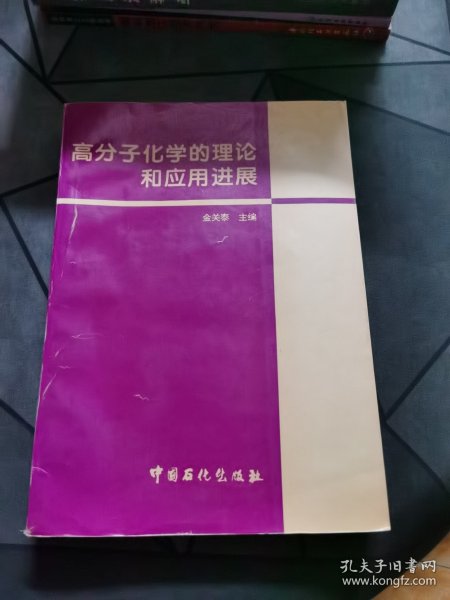 高分子化学的理论
和应用进展
金关泰 主编
中国石化出版社
孔夫子旧书网
www.kongfz.com